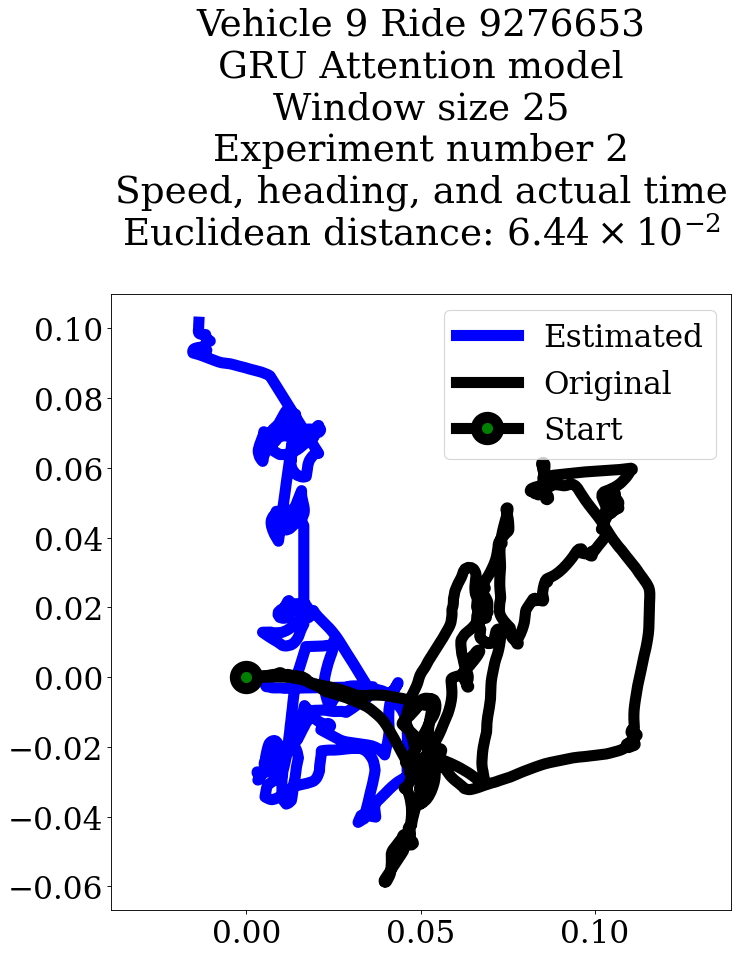 Vehicle 9 Ride 9276653
GRU Attention model
Window size 25
Experiment number 2
Speed, heading, and actual time
Euclidean distance: 6.44 × 10⁻²
Estimated
Original
Start
0.10
0.08
0.06
0.04
0.02
0.00
−0.02
−0.04
−0.06
0.00 0.05 0.10